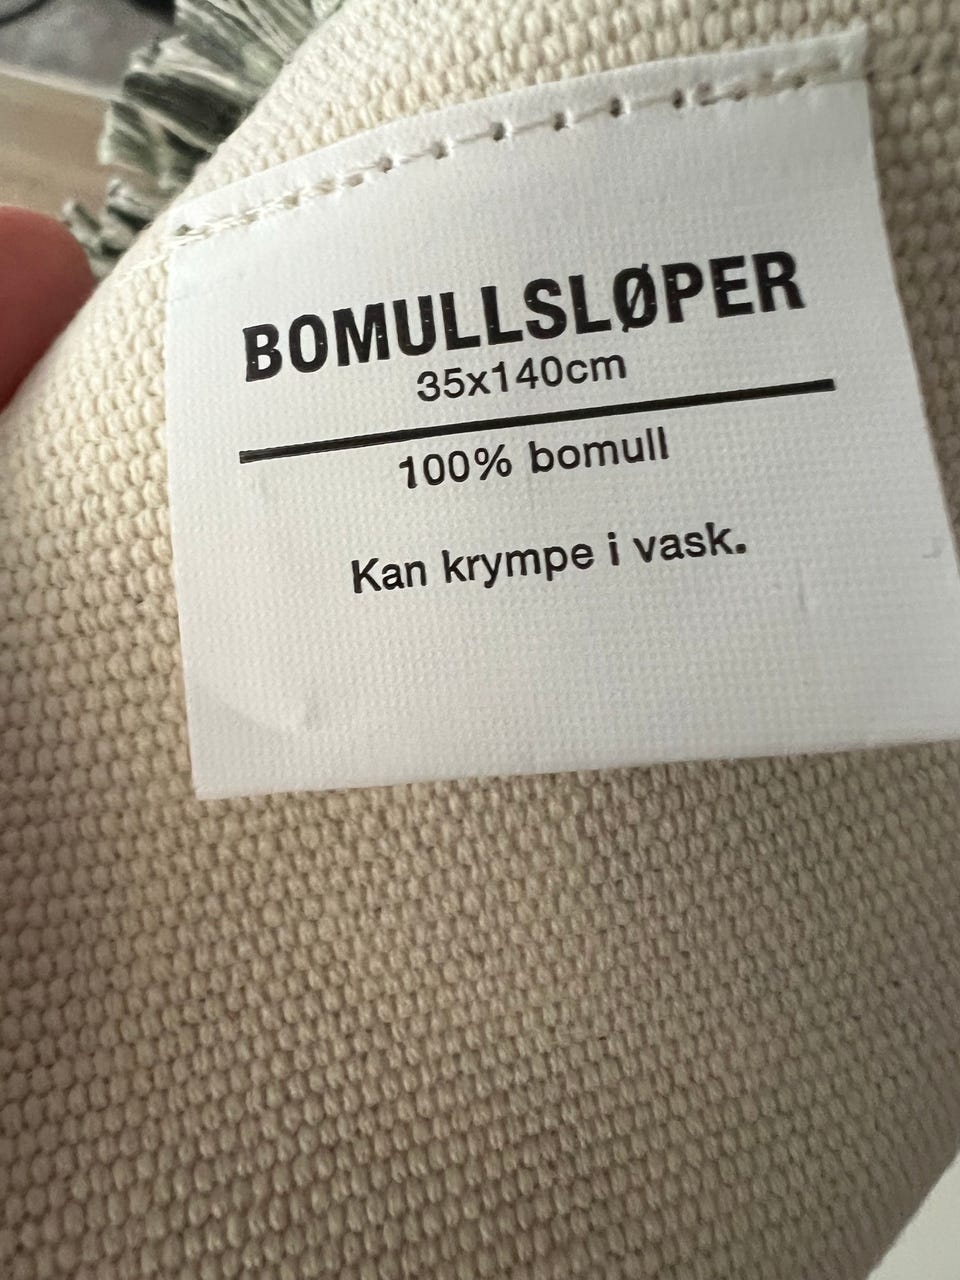 BOMULLSLØPER
35x140cm
100% bomull
Kan krympe i vask.